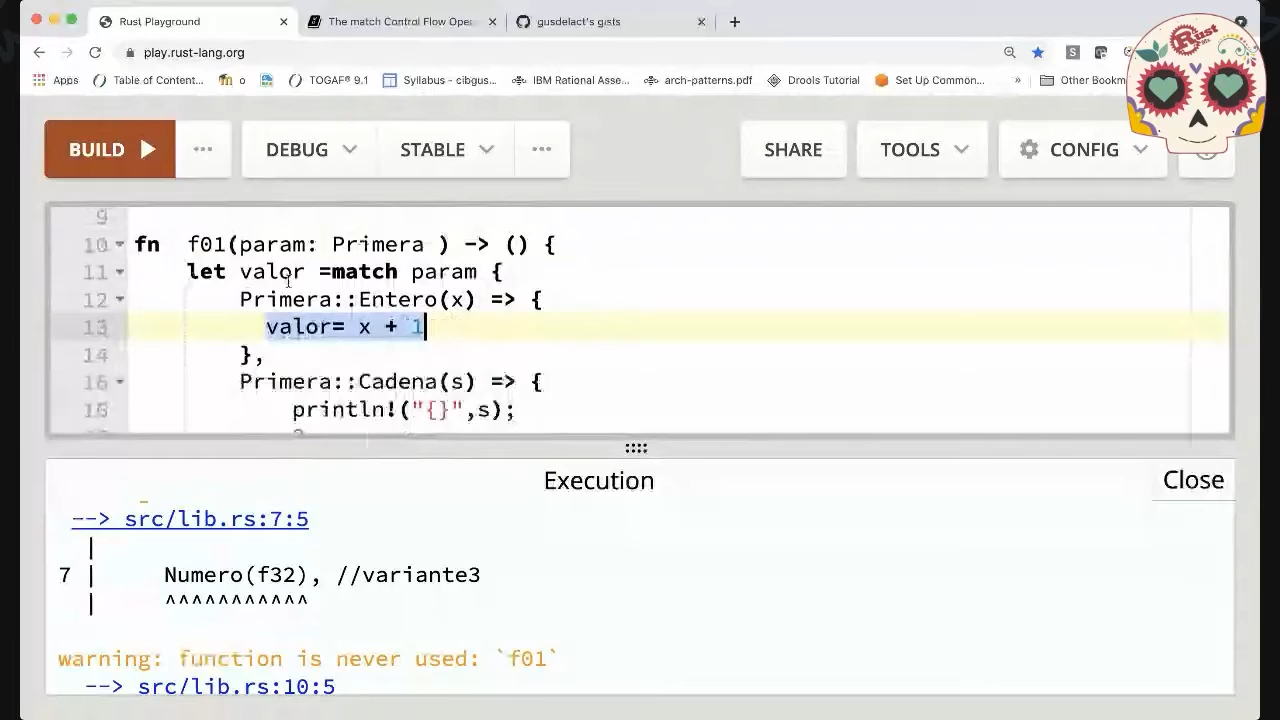 Rust Playground
The match Control Flow Ope
gusdelact's gists
play.rust-lang.org
Apps
Table of Content...
o
TOGAF® 9.1
Syllabus - cibgus...
IBM Rational Asse...
arch-patterns.pdf
Drools Tutorial
Set Up Common...
»
Other Bookm
Rust
BUILD
DEBUG
STABLE
SHARE
TOOLS
CONFIG
9
10 fn f01(param: Primera ) -> () {
11 let valor =match param {
12 Primera::Entero(x) => {
13 valor= x + 1
14 },
Primera::Cadena(s) => {
println!("{}",s);
Execution
Close
--> src/lib.rs:7:5
|
7 | Numero(f32), //variante3
| ^^^^^^^^^^^
warning: function is never used: `f01`
--> src/lib.rs:10:5